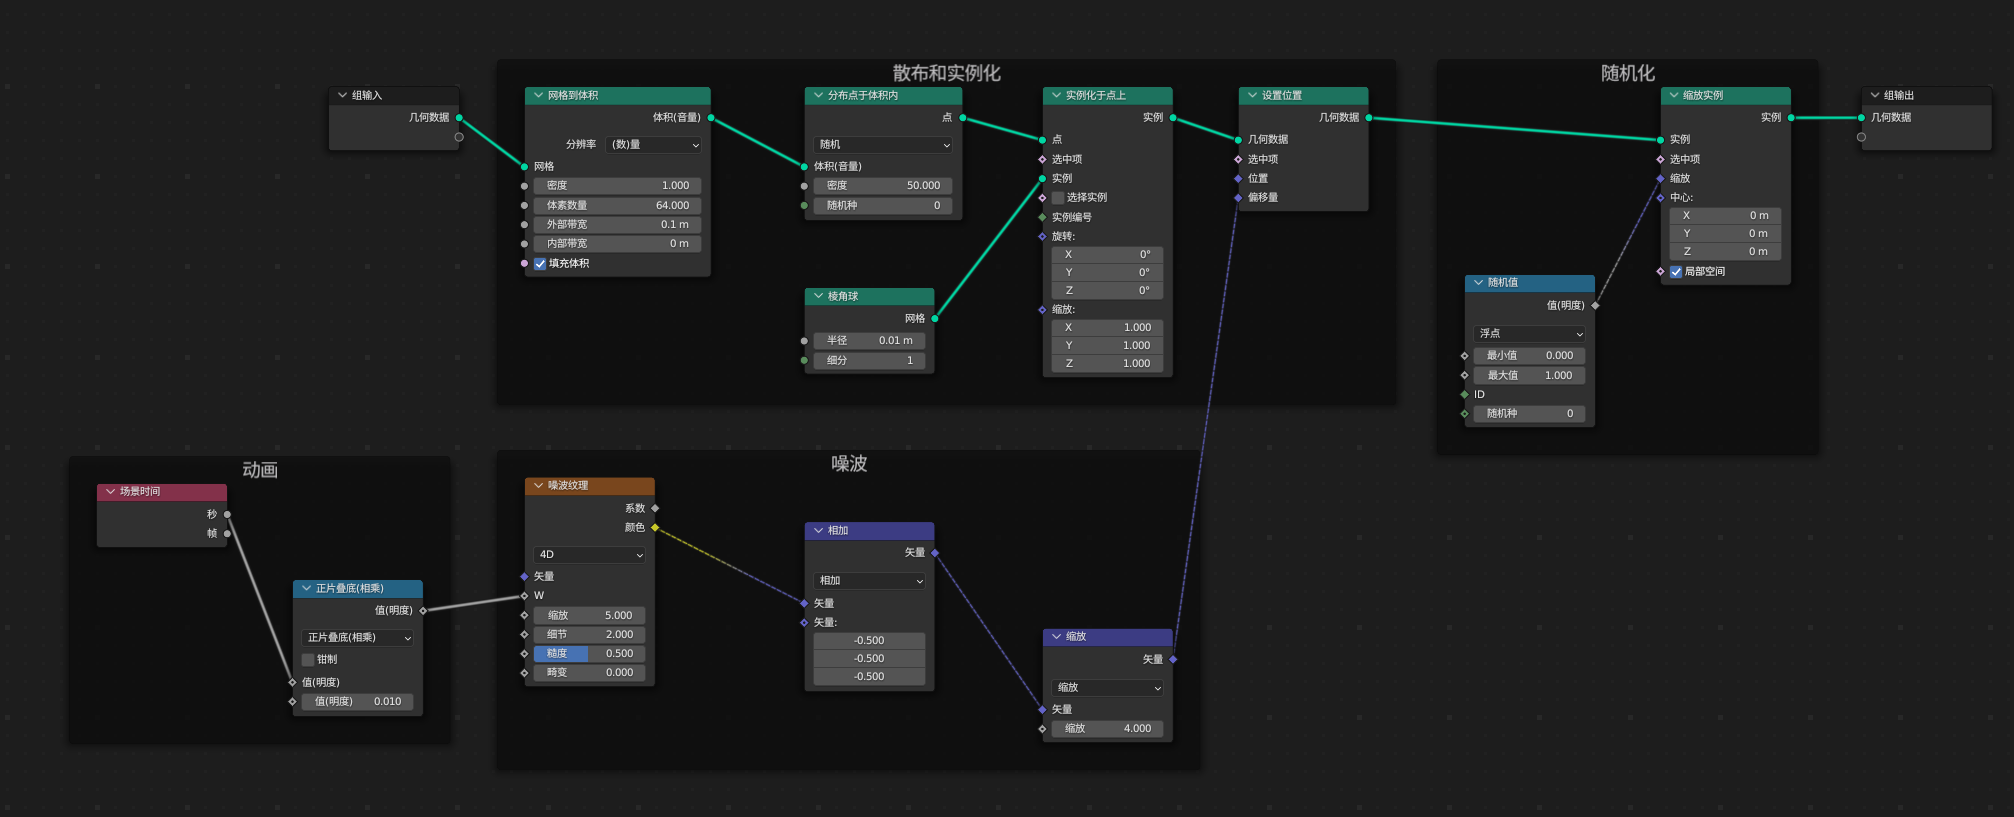 组输入
几何数据
散布和实例化
网格到体积
体积(音量)
分辨率 (数)量
网格
密度 1.000
体素数量 64.000
外部带宽 0.1 m
内部带宽 0 m
填充体积
分布点于体积内
点
随机
体积(音量)
密度 50.000
随机种 0
棱角球
网格
半径 0.01 m
细分 1
实例化于点上
实例
点
选中项
实例
选择实例
实例编号
旋转:
X 0°
Y 0°
Z 0°
缩放:
X 1.000
Y 1.000
Z 1.000
设置位置
几何数据
几何数据
选中项
位置
偏移量
随机化
缩放实例
实例
实例
选中项
缩放
中心:
X 0 m
Y 0 m
Z 0 m
局部空间
随机值
值(明度)
浮点
最小值 0.000
最大值 1.000
ID
随机种 0
组输出
几何数据
动画
场景时间
秒
帧
正片叠底(相乘)
值(明度)
正片叠底(相乘)
钳制
值(明度)
值(明度) 0.010
噪波
噪波纹理
系数
颜色
4D
矢量
W
缩放 5.000
细节 2.000
糙度 0.500
畸变 0.000
相加
矢量
相加
矢量
矢量:
-0.500
-0.500
-0.500
缩放
矢量
缩放
矢量
缩放 4.000